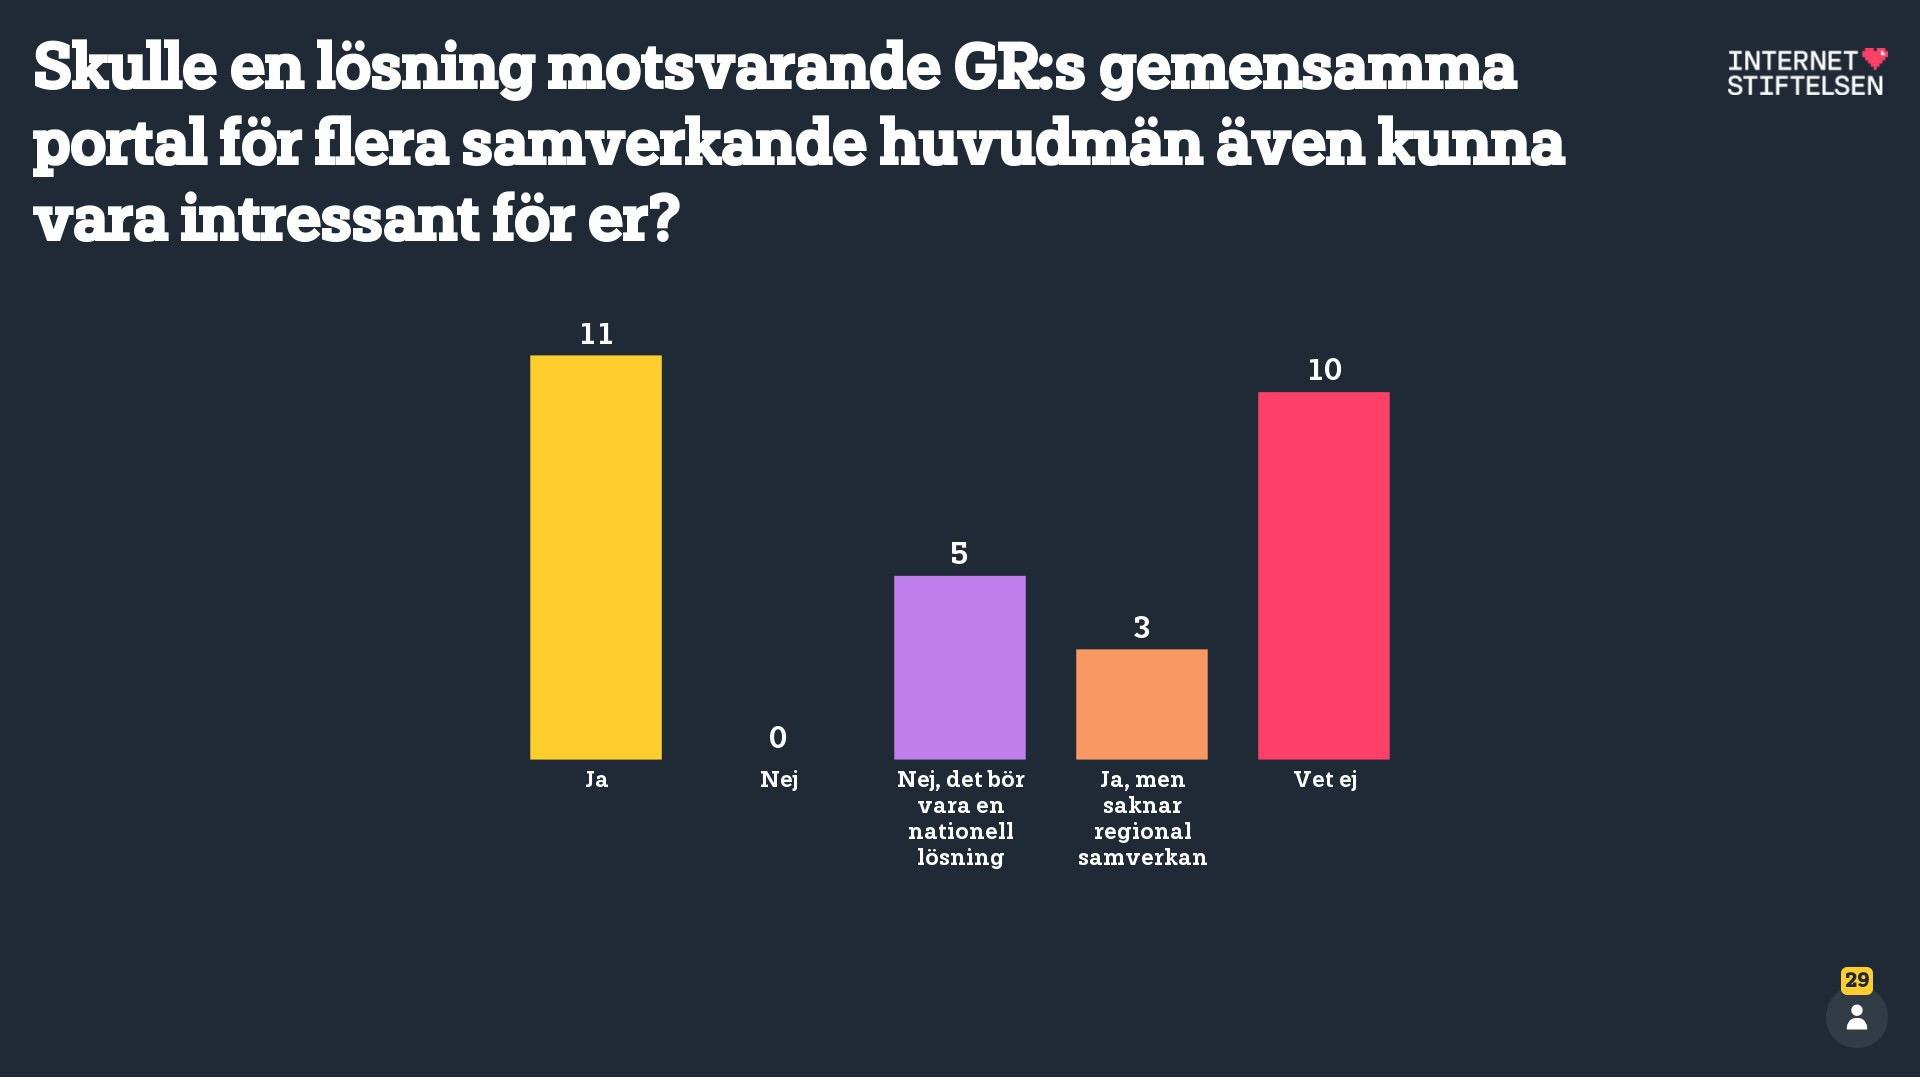 Skulle en lösning motsvarande GR:s gemensamma
portal för flera samverkande huvudmän även kunna
vara intressant för er?
INTERNET
STIFTELSEN
11
0
5
3
10
Ja
Nej
Nej, det bör
vara en
nationell
lösning
Ja, men
saknar
regional
samverkan
Vet ej
29